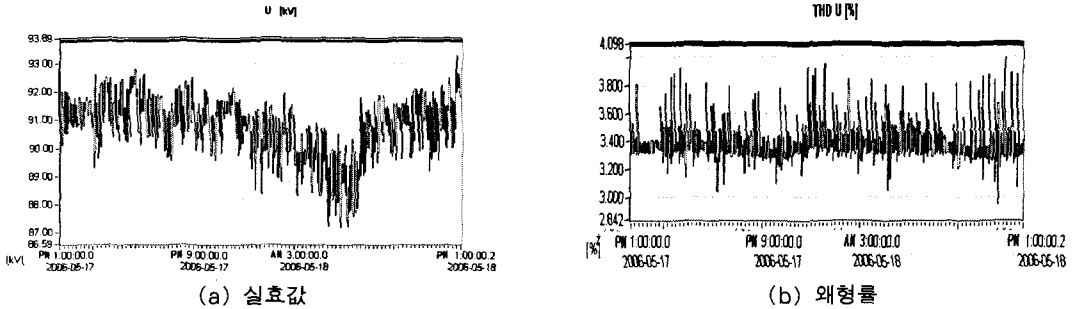 U [kV]
93.69
93.00
92.00
91.00
90.00
89.00
88.00
87.00
86.59
[kV]
PM 1:00:00.0
2006-05-17
PM 9:00:00.0
2006-05-17
AM 3:00:00.0
2006-05-18
PM 1:00:00.2
2006-05-18
(a) 실효값
THD U [%]
4.098
3.800
3.600
3.400
3.200
3.000
2.842
[%]
PM 1:00:00.0
2006-05-17
PM 9:00:00.0
2006-05-17
AM 3:00:00.0
2006-05-18
PM 1:00:00.2
2006-05-18
(b) 왜형률